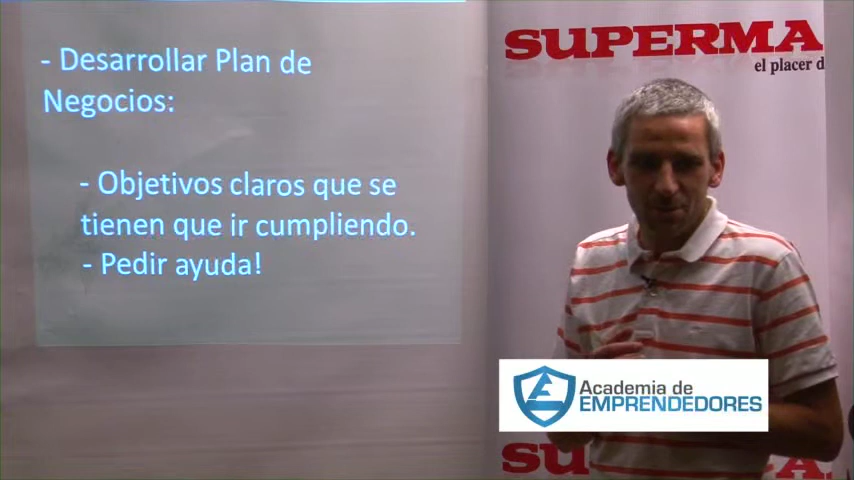 - Desarrollar Plan de
Negocios:
- Objetivos claros que se
tienen que ir cumpliendo.
- Pedir ayuda!
SUPERMA
el placer d
Academia de
EMPRENDEDORES
SU